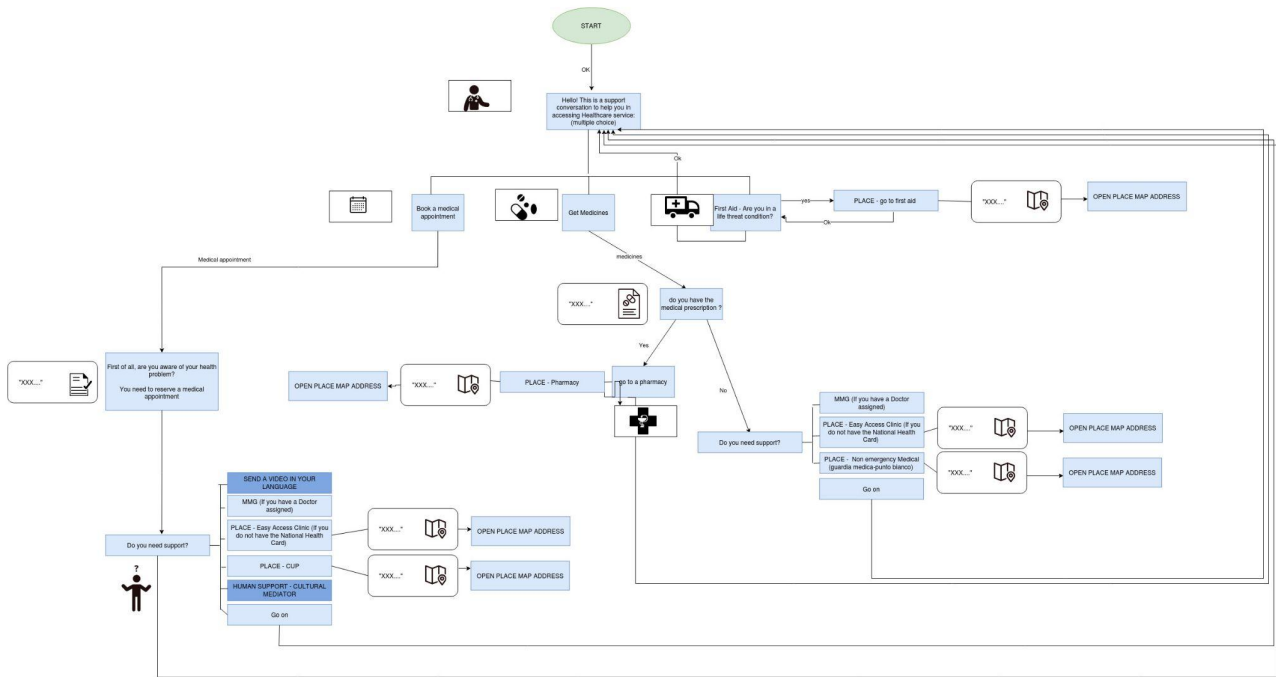 START
OK
Hello! This is a support
conversation to help you in
accessing Healthcare service:
(multiple choice)
Ok
Book a medical
appointment
Get Medicines
First Aid - Are you in a
life threat condition?
yes
PLACE - go to first aid
Ok
"XXX...."
OPEN PLACE MAP ADDRESS
Medical appointment
medicines
"XXX...."
do you have the
medical prescription ?
Yes
No
"XXX...."
First of all, are you aware of your health
problem?
You need to reserve a medical
appointment
OPEN PLACE MAP ADDRESS
"XXX...."
PLACE - Pharmacy
go to a pharmacy
Do you need support?
MMG (If you have a Doctor
assigned)
PLACE - Easy Access Clinic (If you
do not have the National Health
Card)
PLACE - Non emergency Medical
(guardia medica-punto bianco)
Go on
"XXX...."
OPEN PLACE MAP ADDRESS
"XXX...."
OPEN PLACE MAP ADDRESS
Do you need support?
?
SEND A VIDEO IN YOUR
LANGUAGE
MMG (If you have a Doctor
assigned)
PLACE - Easy Access Clinic (If you
do not have the National Health
Card)
PLACE - CUP
HUMAN SUPPORT - CULTURAL
MEDIATOR
Go on
"XXX...."
OPEN PLACE MAP ADDRESS
"XXX...."
OPEN PLACE MAP ADDRESS